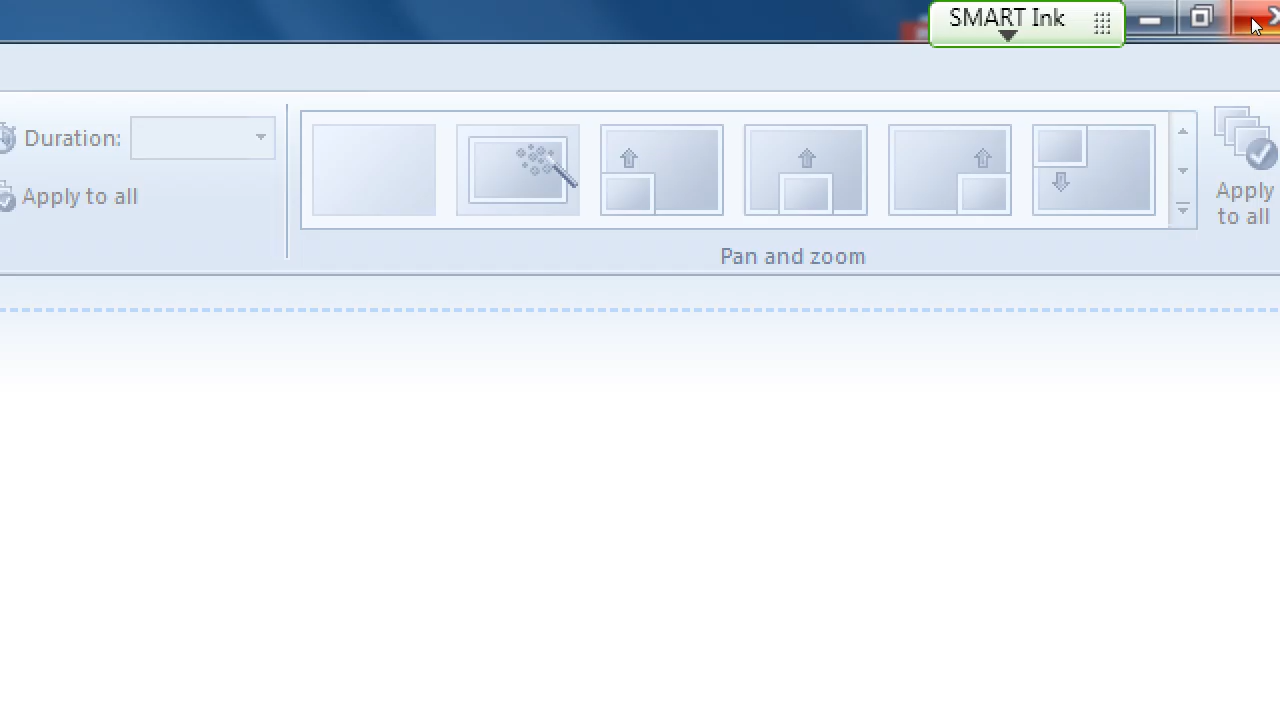 SMART Ink
Duration:
Apply to all
Apply
to all
Pan and zoom